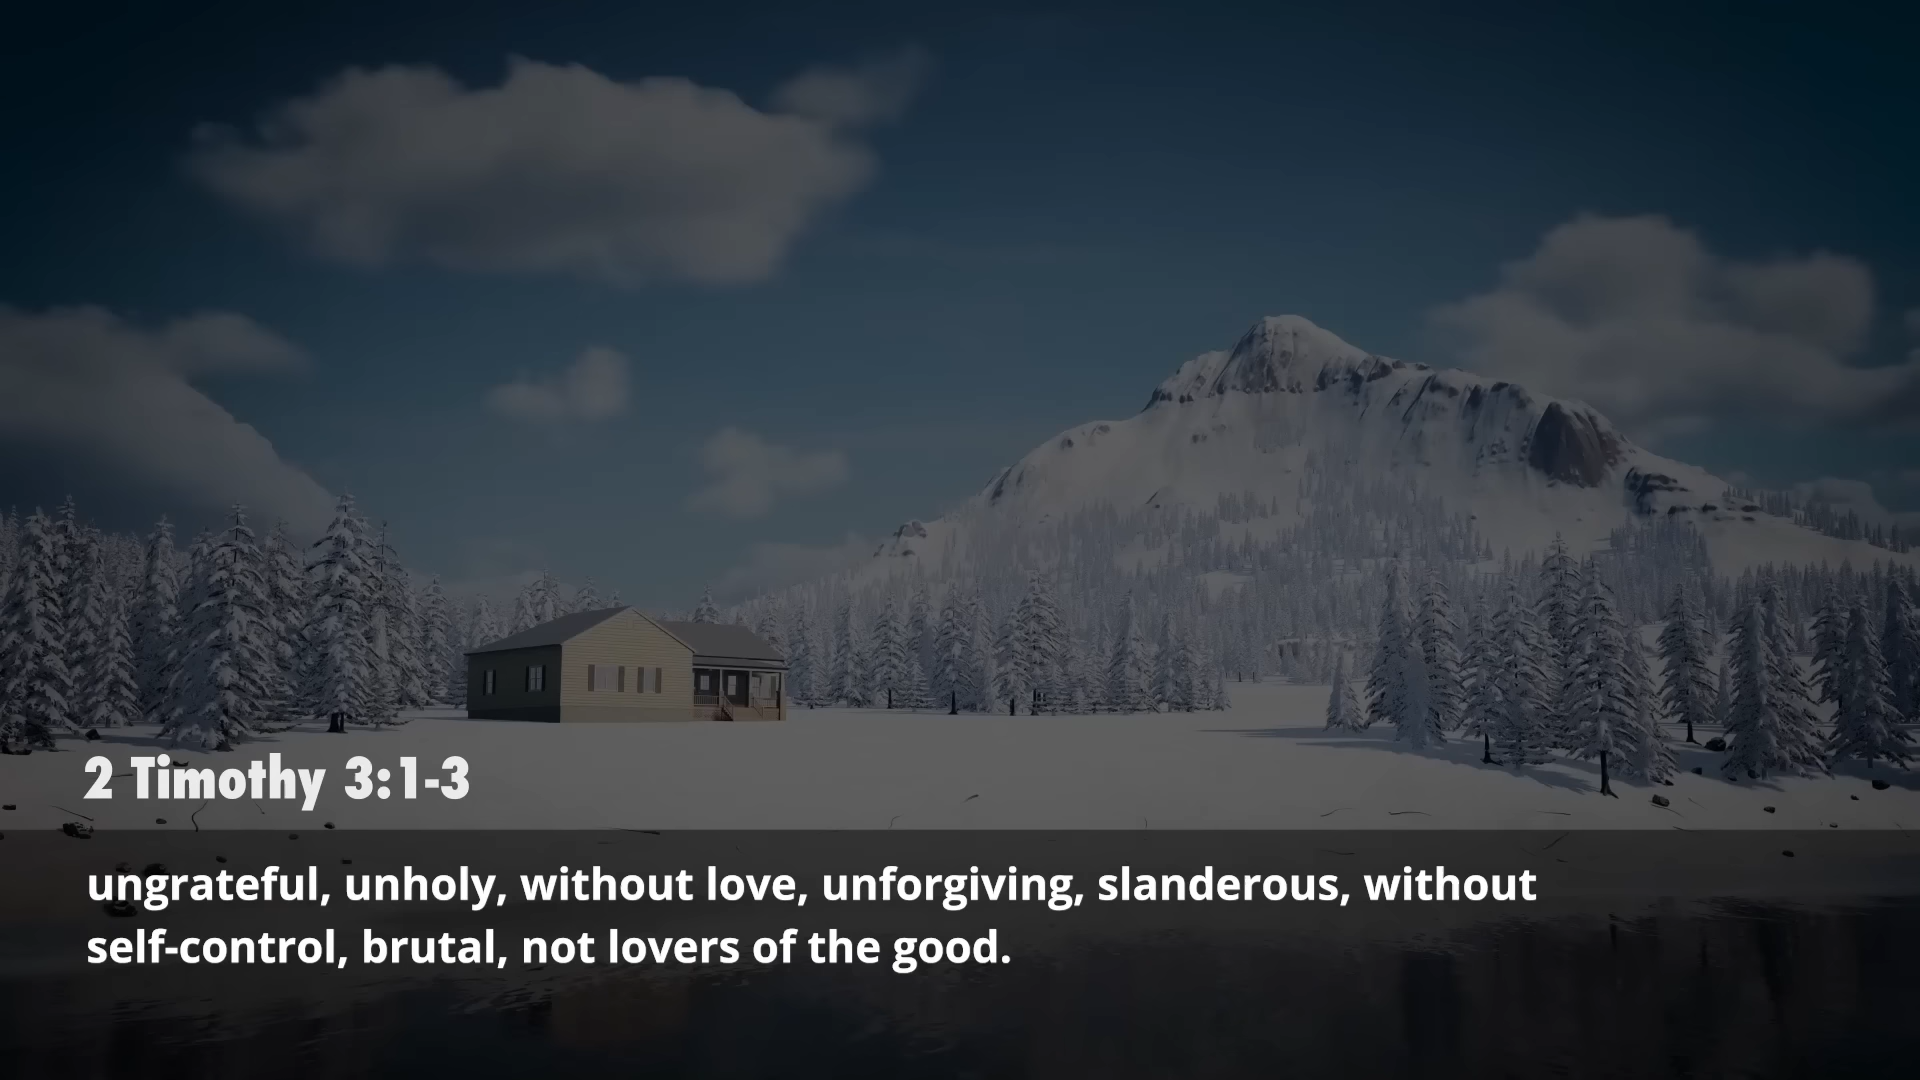 2 Timothy 3:1-3
ungrateful, unholy, without love, unforgiving, slanderous, without
self-control, brutal, not lovers of the good.